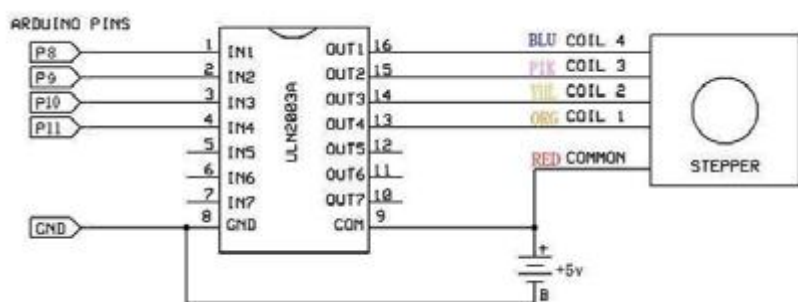 ARDUINO PINS
P8
P9
P10
P11
GND
1 IN1
2 IN2
3 IN3
4 IN4
5 IN5
6 IN6
7 IN7
8 GND
ULN2003A
OUT1 16
OUT2 15
OUT3 14
OUT4 13
OUT5 12
OUT6 11
OUT7 10
COM 9
BLU COIL 4
PIK COIL 3
YHL COIL 2
ORG COIL 1
RED COMMON
STEPPER
+
+5v
B